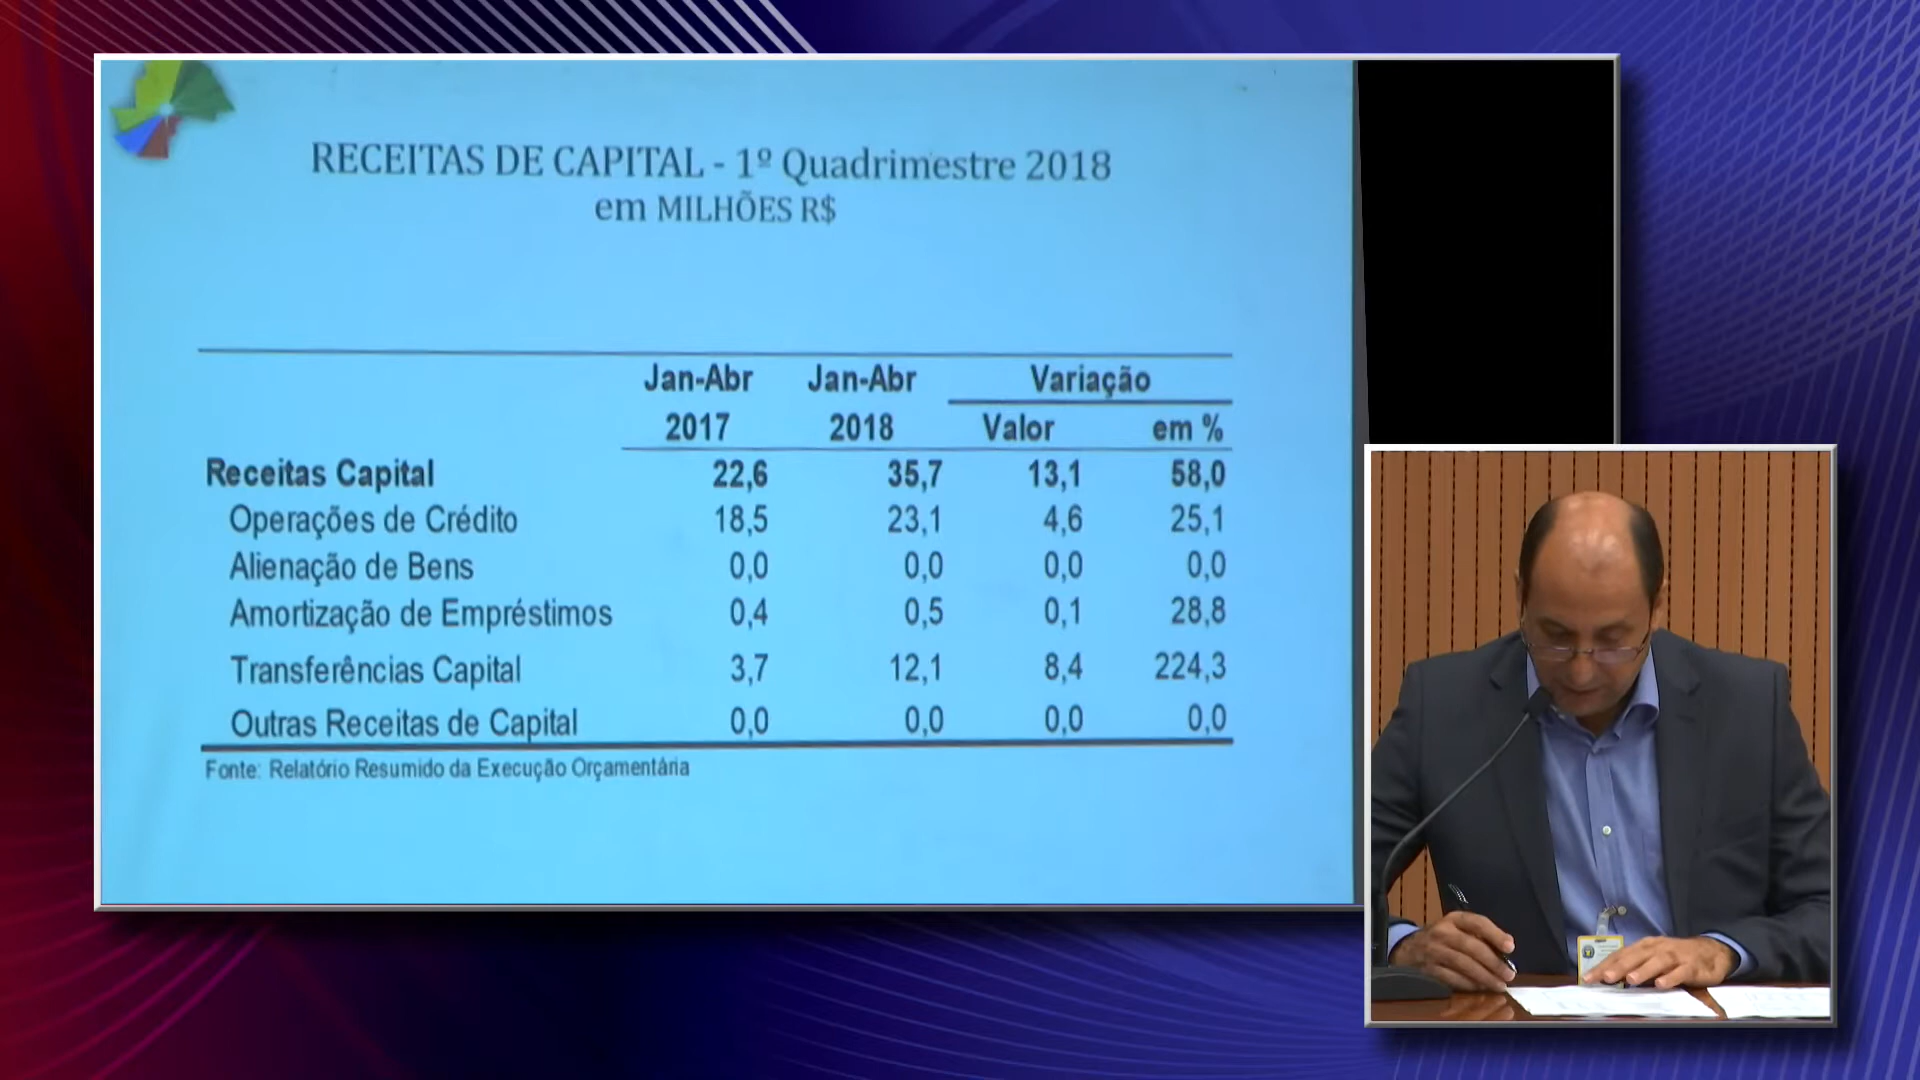 RECEITAS DE CAPITAL - 1º Quadrimestre 2018
em MILHÕES R$
Jan-Abr Jan-Abr Variação
2017 2018 Valor em %
Receitas Capital 22,6 35,7 13,1 58,0
Operações de Crédito 18,5 23,1 4,6 25,1
Alienação de Bens 0,0 0,0 0,0 0,0
Amortização de Empréstimos 0,4 0,5 0,1 28,8
Transferências Capital 3,7 12,1 8,4 224,3
Outras Receitas de Capital 0,0 0,0 0,0 0,0
Fonte: Relatório Resumido da Execução Orçamentária